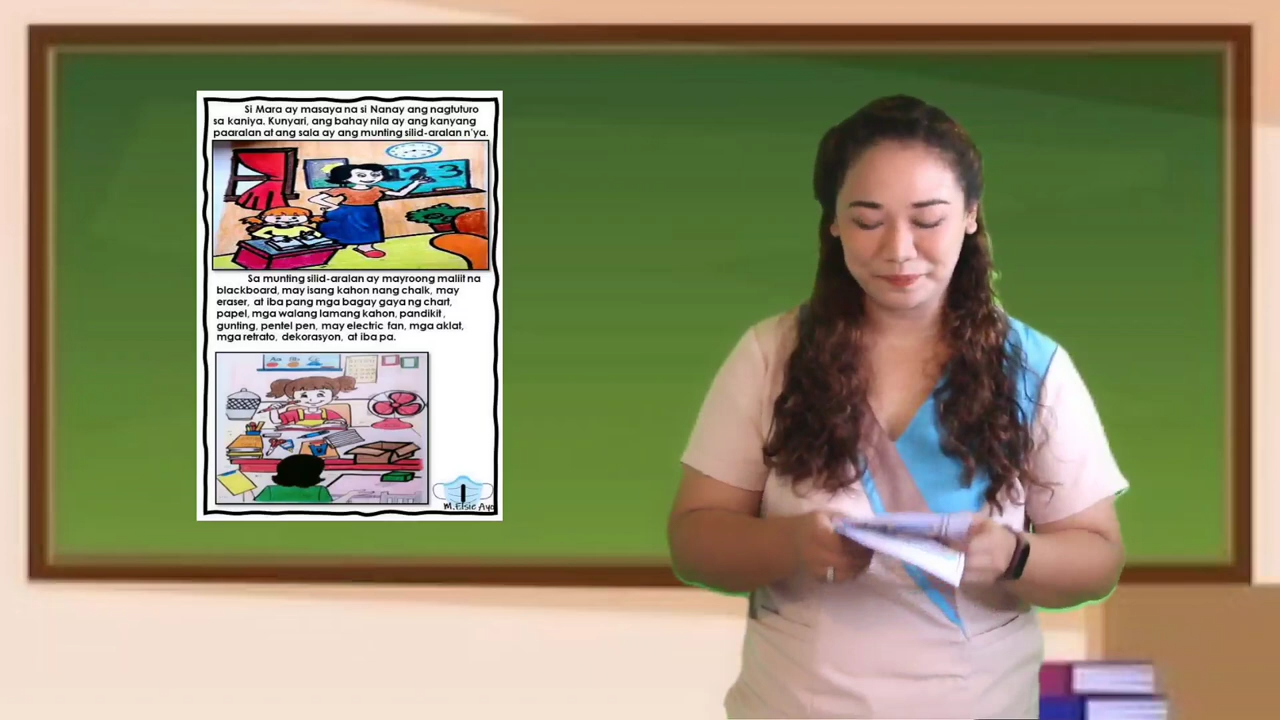 Si Mara ay masaya na si Nanay ang nagtuturo
sa kaniya. Kunyari, ang bahay nila ay ang kanyang
paaralan at ang sala ay ang munting silid-aralan n'ya.
123
Sa munting silid-aralan ay mayroong maliit na
blackboard, may isang kahon nang chalk, may
eraser, at iba pang mga bagay gaya ng chart,
papel, mga walang lamang kahon, pandikit,
gunting, pentel pen, may electric fan, mga aklat,
mga retrato, dekorasyon, at iba pa.
M.Elsie Ayo